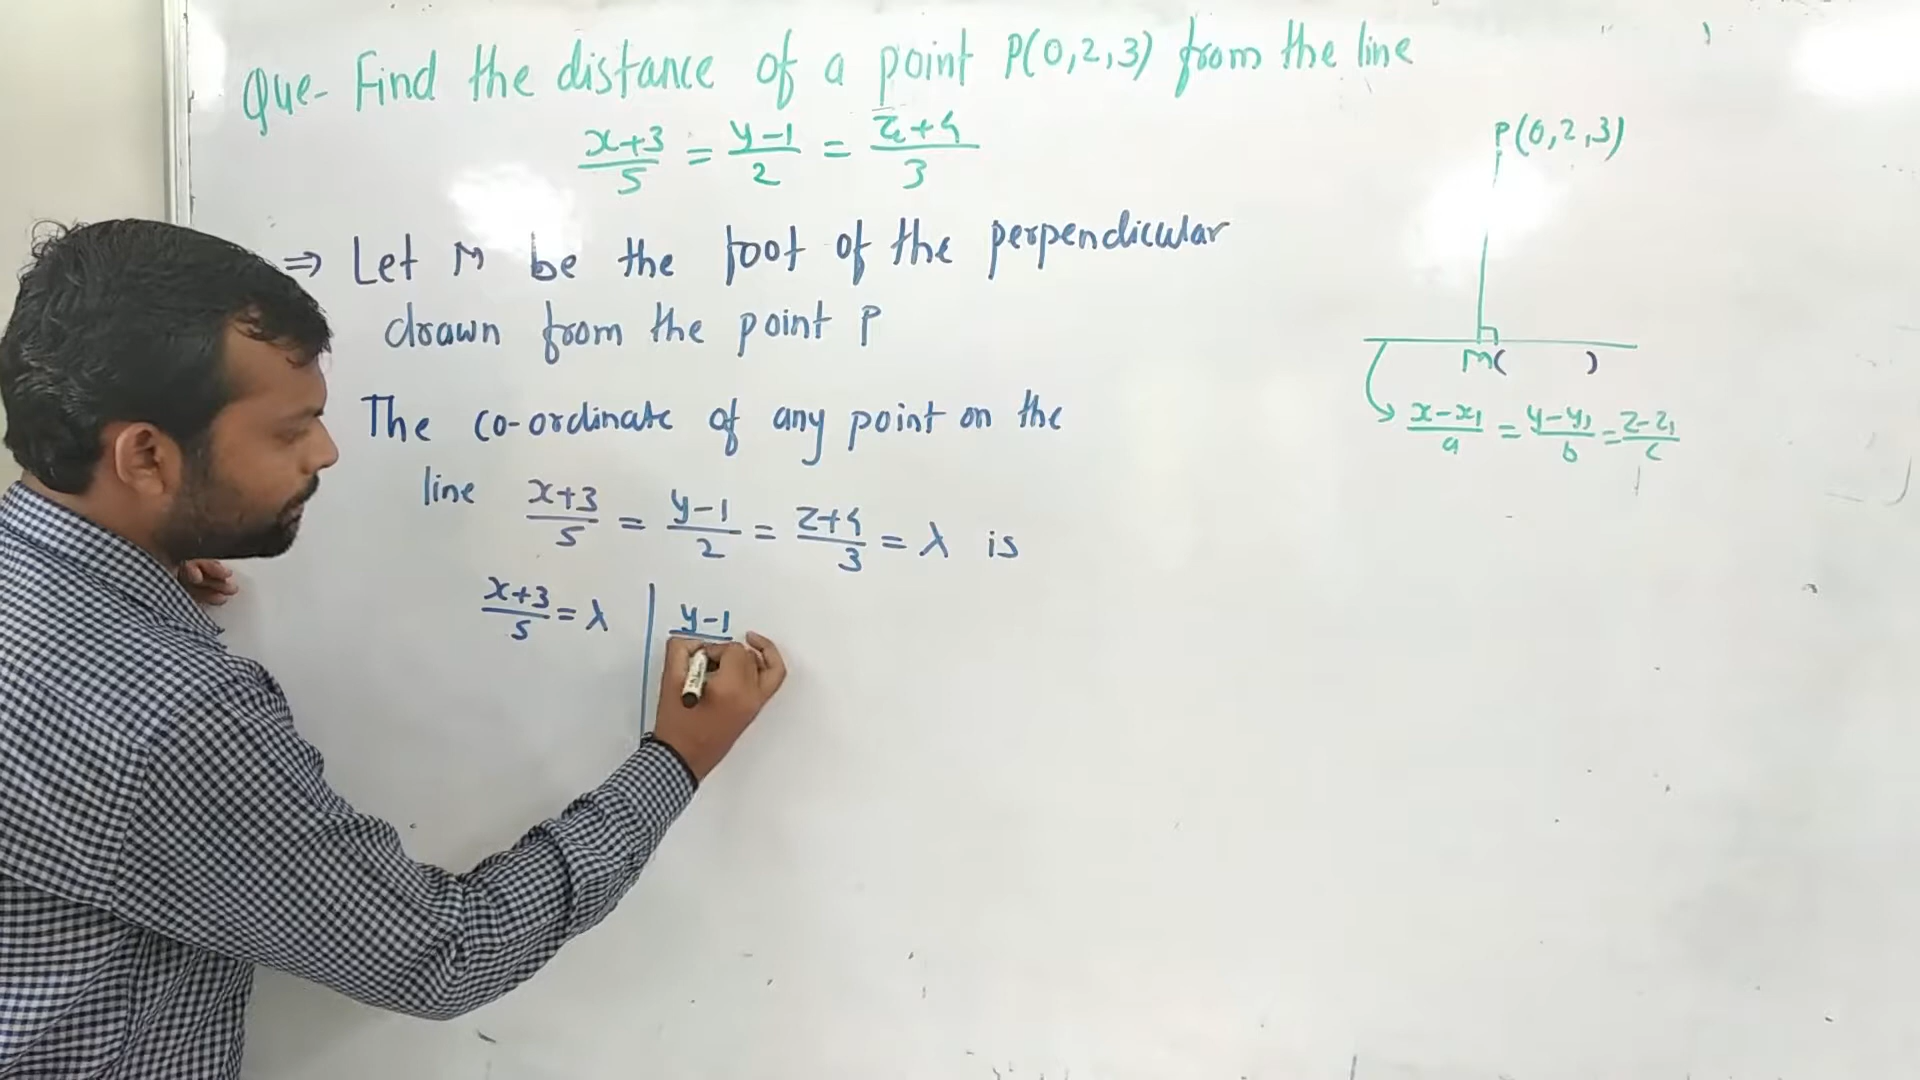 Que- Find the distance of a point P(0,2,3) from the line
x+3/5 = y-1/2 = z+4/3
⇒ Let M be the foot of the perpendicular
drawn from the point P
The co-ordinate of any point on the
line x+3/5 = y-1/2 = z+4/3 = λ is
x+3/5 = λ | y-1
P(0,2,3)
M( )
x-x₁/a = y-y₁/b = z-z₁/c